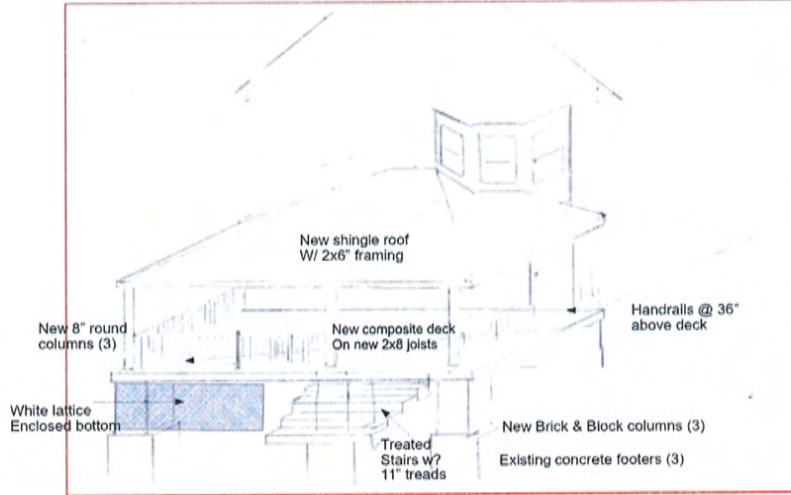 New shingle roof
W/ 2x6" framing
New 8" round
columns (3)
New composite deck
On new 2x8 joists
Handrails @ 36"
above deck
White lattice
Enclosed bottom
Treated
Stairs w?
11" treads
New Brick & Block columns (3)
Existing concrete footers (3)